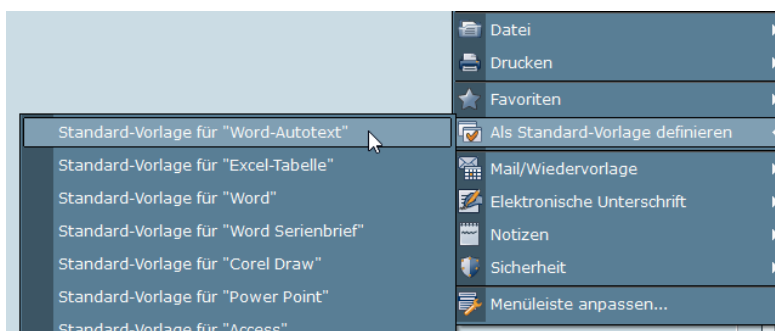 Datei
Drucken
Favoriten
Als Standard-Vorlage definieren
Mail/Wiedervorlage
Elektronische Unterschrift
Notizen
Sicherheit
Menüleiste anpassen...
Standard-Vorlage für "Word-Autotext"
Standard-Vorlage für "Excel-Tabelle"
Standard-Vorlage für "Word"
Standard-Vorlage für "Word Serienbrief"
Standard-Vorlage für "Corel Draw"
Standard-Vorlage für "Power Point"
Standard-Vorlage für "Access"